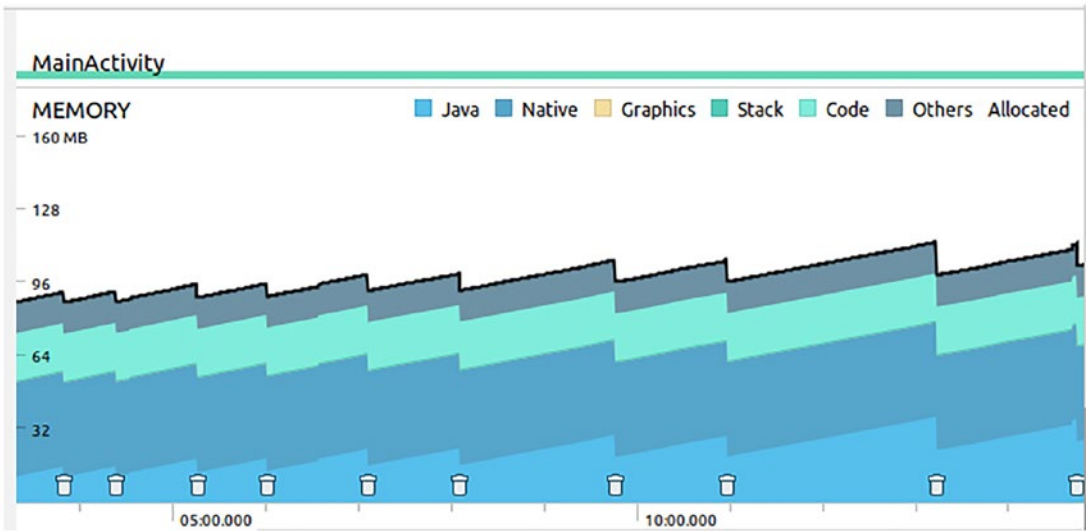 MainActivity
MEMORY Java Native Graphics Stack Code Others Allocated
160 MB
128
96
64
32
05:00.000 10:00.000